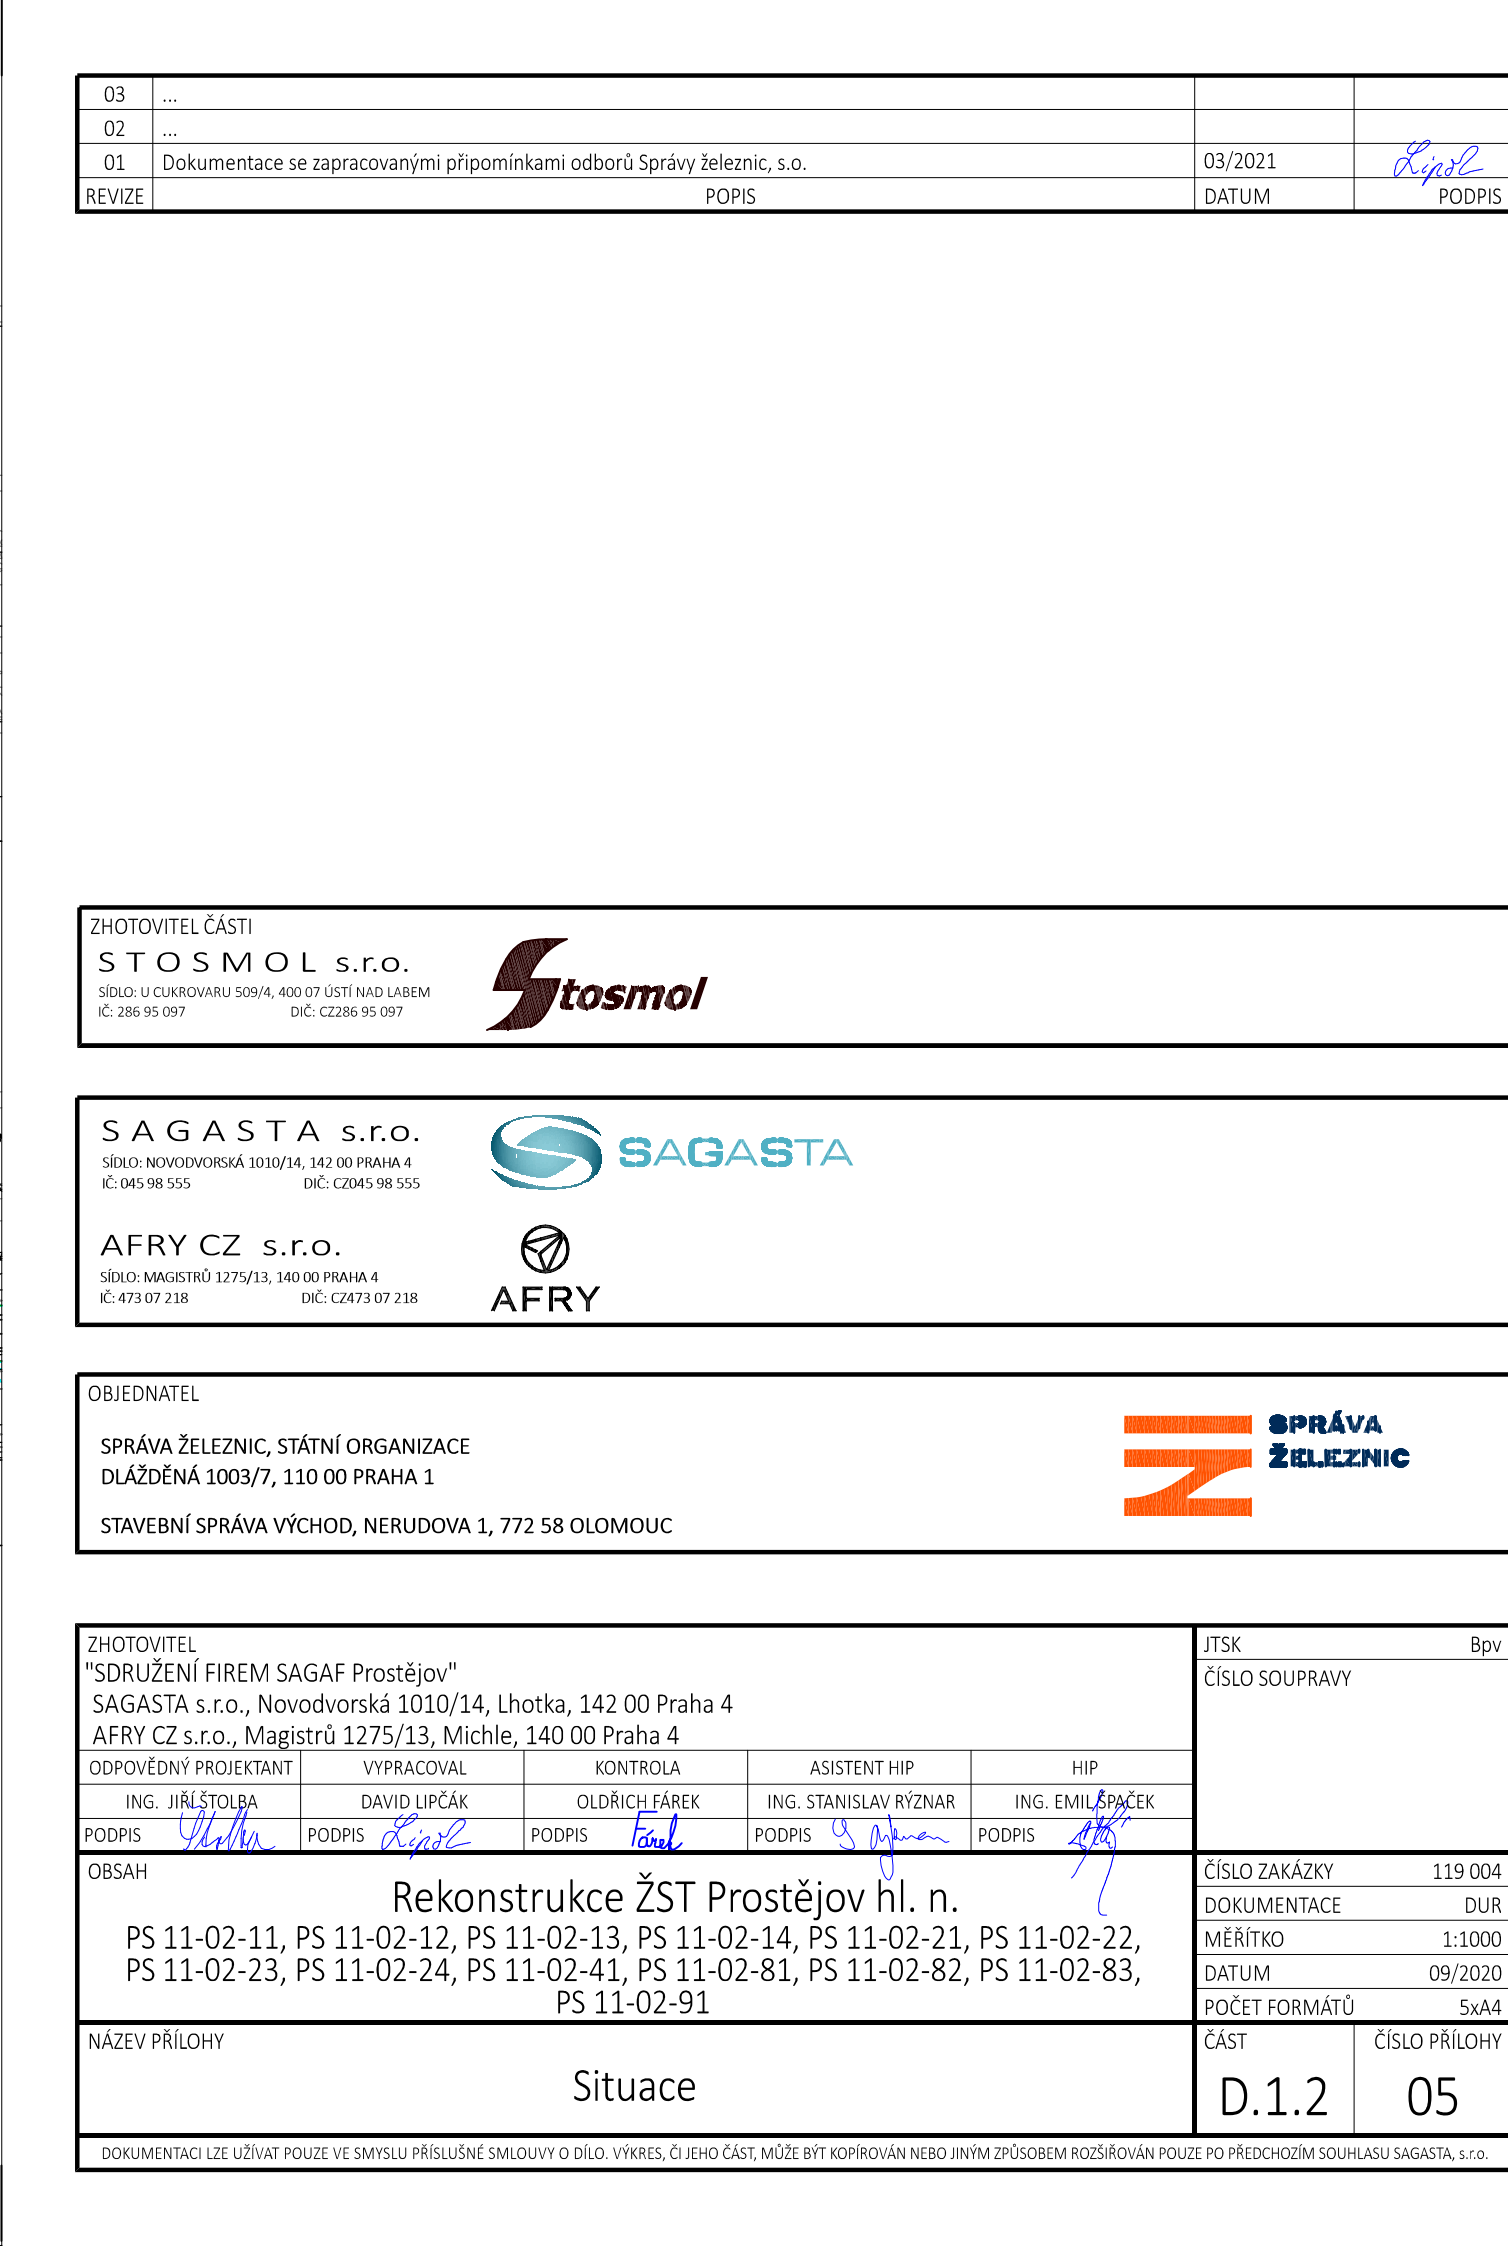 03 ...
02 ...
01 Dokumentace se zapracovanými připomínkami odborů Správy železnic, s.o. 03/2021
REVIZE POPIS DATUM PODPIS
ZHOTOVITEL ČÁSTI
STOSMOL s.r.o.
SÍDLO: U CUKROVARU 509/4, 400 07 ÚSTÍ NAD LABEM
IČ: 286 95 097 DIČ: CZ286 95 097
Stosmol
SAGASTA s.r.o.
SÍDLO: NOVODVORSKÁ 1010/14, 142 00 PRAHA 4
IČ: 045 98 555 DIČ: CZ045 98 555
SAGASTA
AFRY CZ s.r.o.
SÍDLO: MAGISTRŮ 1275/13, 140 00 PRAHA 4
IČ: 473 07 218 DIČ: CZ473 07 218
AFRY
OBJEDNATEL
SPRÁVA ŽELEZNIC, STÁTNÍ ORGANIZACE
DLÁŽDĚNÁ 1003/7, 110 00 PRAHA 1
STAVEBNÍ SPRÁVA VÝCHOD, NERUDOVA 1, 772 58 OLOMOUC
SPRÁVA
ŽELEZNIC
ZHOTOVITEL
"SDRUŽENÍ FIREM SAGAF Prostějov"
SAGASTA s.r.o., Novodvorská 1010/14, Lhotka, 142 00 Praha 4
AFRY CZ s.r.o., Magistrů 1275/13, Michle, 140 00 Praha 4
JTSK Bpv
ČÍSLO SOUPRAVY
ODPOVĚDNÝ PROJEKTANT VYPRACOVAL KONTROLA ASISTENT HIP HIP
ING. JIŘÍ ŠTOLBA DAVID LIPČÁK OLDŘICH FÁREK ING. STANISLAV RÝZNAR ING. EMIL ŠPAČEK
PODPIS PODPIS PODPIS Fárek PODPIS PODPIS
OBSAH
Rekonstrukce ŽST Prostějov hl. n.
PS 11-02-11, PS 11-02-12, PS 11-02-13, PS 11-02-14, PS 11-02-21, PS 11-02-22,
PS 11-02-23, PS 11-02-24, PS 11-02-41, PS 11-02-81, PS 11-02-82, PS 11-02-83,
PS 11-02-91
ČÍSLO ZAKÁZKY 119 004
DOKUMENTACE DUR
MĚŘÍTKO 1:1000
DATUM 09/2020
POČET FORMÁTŮ 5xA4
NÁZEV PŘÍLOHY
Situace
ČÁST ČÍSLO PŘÍLOHY
D.1.2 05
DOKUMENTACI LZE UŽÍVAT POUZE VE SMYSLU PŘÍSLUŠNÉ SMLOUVY O DÍLO. VÝKRES, ČI JEHO ČÁST, MŮŽE BÝT KOPÍROVÁN NEBO JINÝM ZPŮSOBEM ROZŠIŘOVÁN POUZE PO PŘEDCHOZÍM SOUHLASU SAGASTA, s.r.o.